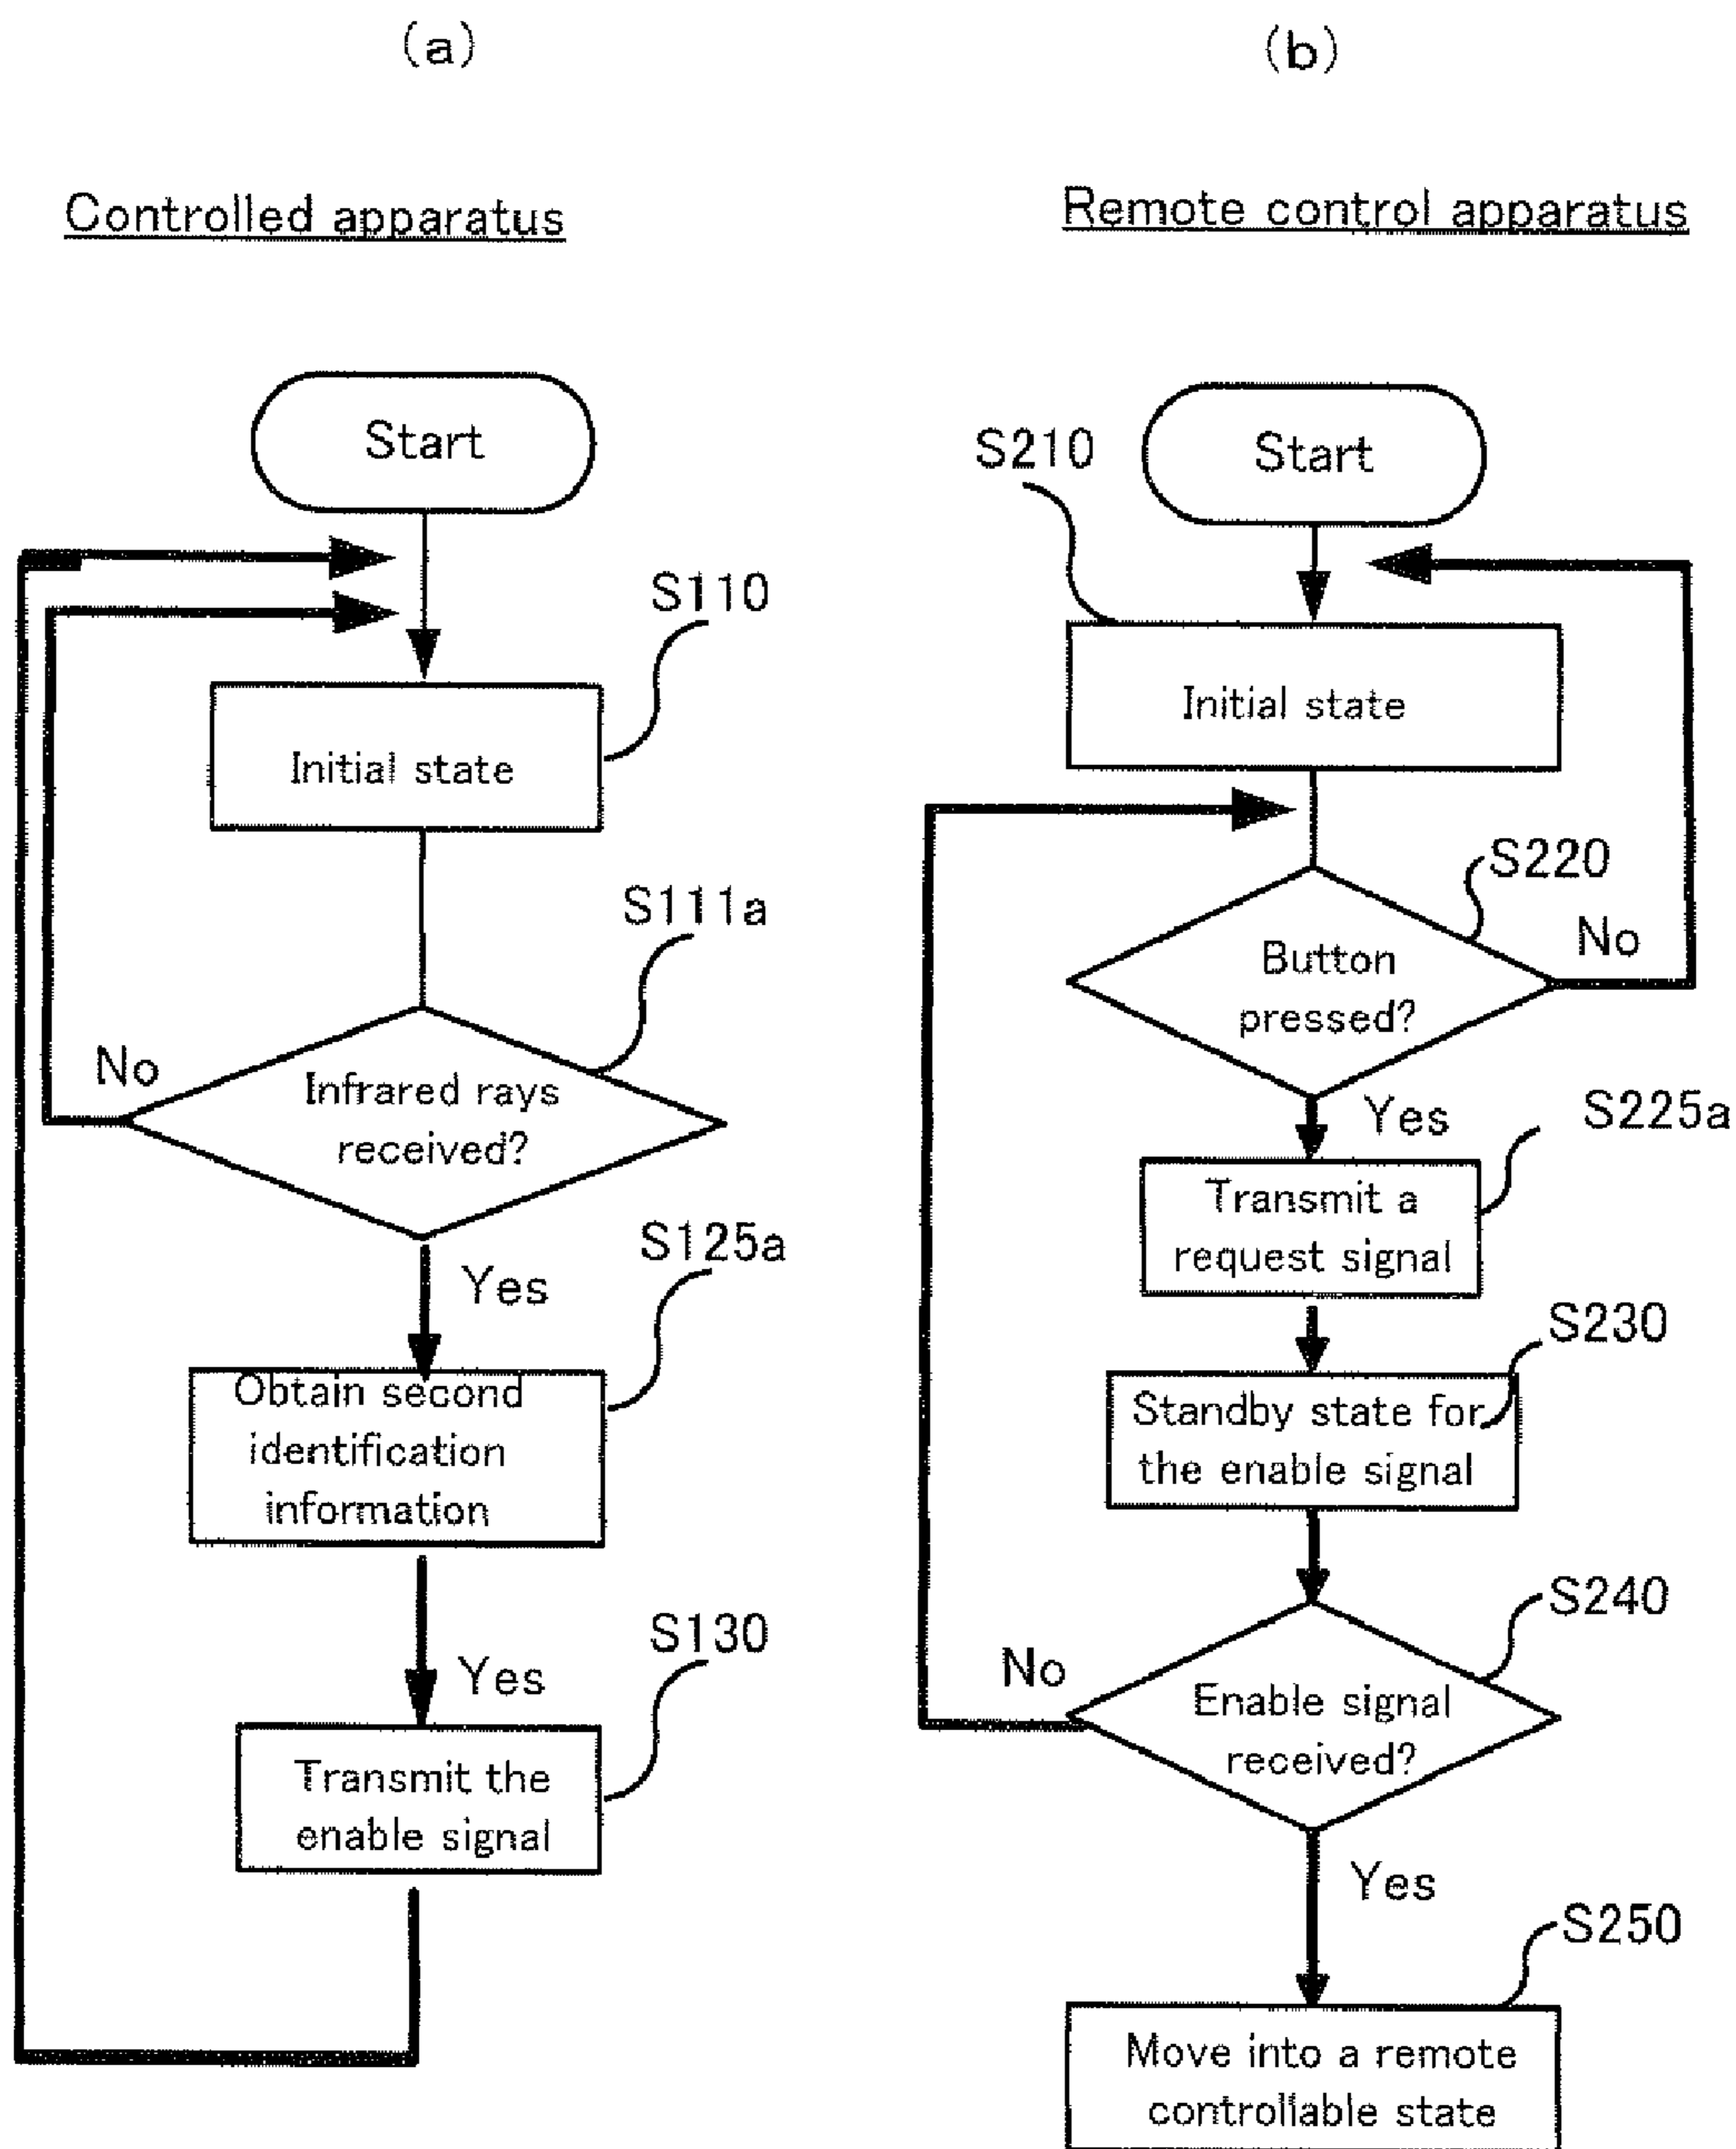 (a)
Controlled apparatus
Start
S110
Initial state
S111a
No
Infrared rays
received?
S125a
Yes
Obtain second
identification
information
S130
Yes
Transmit the
enable signal
(b)
Remote control apparatus
S210
Start
Initial state
S220
No
Button
pressed?
Yes
S225a
Transmit a
request signal
S230
Standby state for
the enable signal
S240
No
Enable signal
received?
Yes
S250
Move into a remote
controllable state